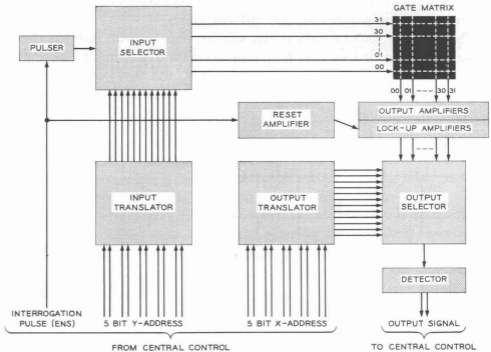 GATE MATRIX
PULSER
INPUT
SELECTOR
31
30
01
00
00 01 30 31
RESET
AMPLIFIER
OUTPUT AMPLIFIERS
LOCK-UP AMPLIFIERS
INPUT
TRANSLATOR
OUTPUT
TRANSLATOR
OUTPUT
SELECTOR
DETECTOR
INTERROGATION
PULSE (ENS)
5 BIT Y-ADDRESS
5 BIT X-ADDRESS
OUTPUT SIGNAL
FROM CENTRAL CONTROL
TO CENTRAL CONTROL